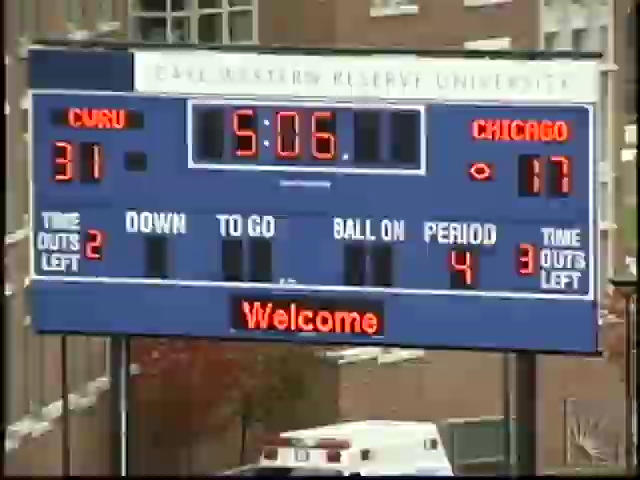 CASE WESTERN RESERVE UNIVERSITY
CWRU 5:06 CHICAGO
31 17
TIME OUTS LEFT 2 DOWN TO GO BALL ON PERIOD 4 3 TIME OUTS LEFT
Welcome